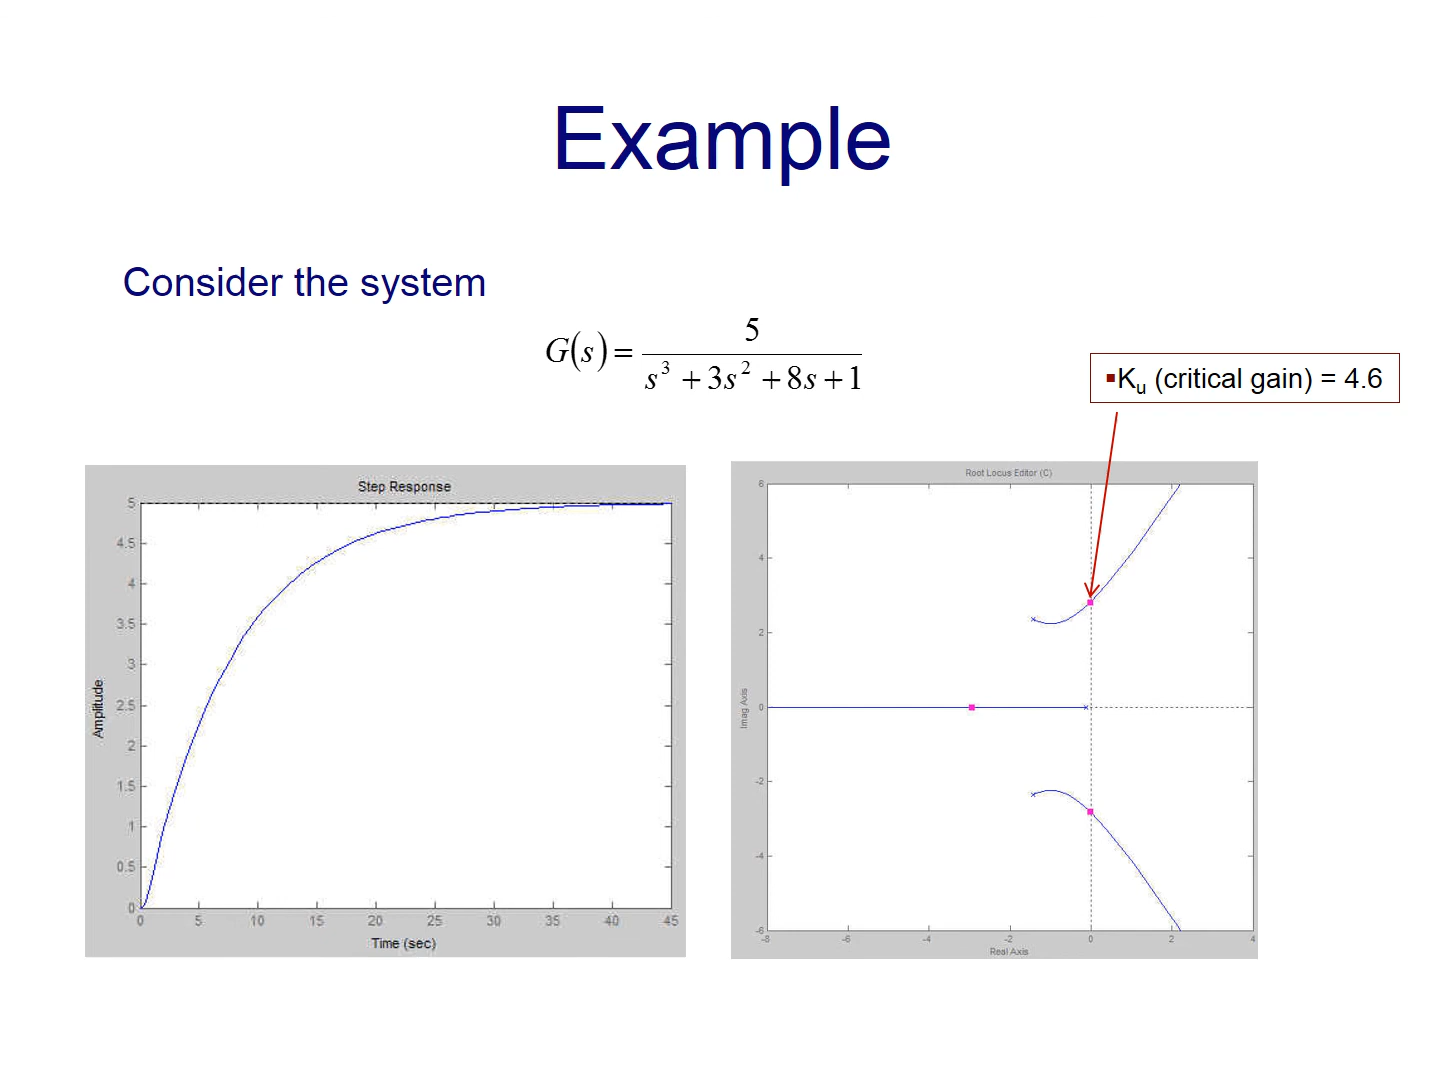 Example
Consider the system
G(s) = 5 / (s³ + 3s² + 8s + 1)
▪Kᵤ (critical gain) = 4.6
Step Response
5
4.5
4
3.5
3
2.5
2
1.5
1
0.5
0
Amplitude
0 5 10 15 20 25 30 35 40 45
Time (sec)
Root Locus Editor (C)
6
4
2
0
-2
-4
-6
Imag Axis
-8 -6 -4 -2 0 2 4
Real Axis